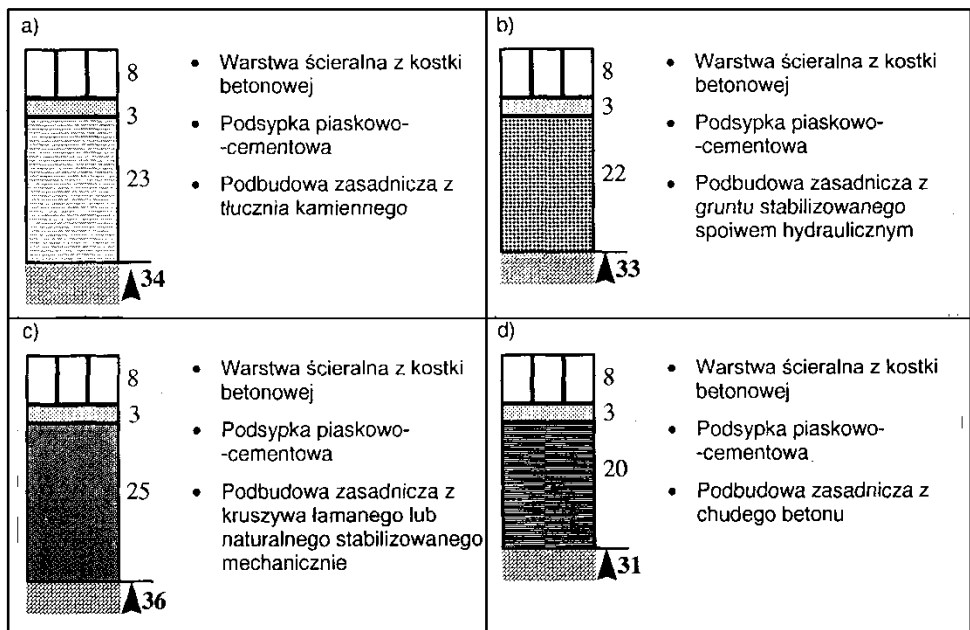 a)
8
3
23
34
• Warstwa ścieralna z kostki
betonowej
• Podsypka piaskowo-
-cementowa
• Podbudowa zasadnicza z
tłucznia kamiennego
b)
8
3
22
33
• Warstwa ścieralna z kostki
betonowej
• Podsypka piaskowo-
-cementowa
• Podbudowa zasadnicza z
gruntu stabilizowanego
spoiwem hydraulicznym
c)
8
3
25
36
• Warstwa ścieralna z kostki
betonowej
• Podsypka piaskowo-
-cementowa
• Podbudowa zasadnicza z
kruszywa łamanego lub
naturalnego stabilizowanego
mechanicznie
d)
8
3
20
31
• Warstwa ścieralna z kostki
betonowej
• Podsypka piaskowo-
-cementowa
• Podbudowa zasadnicza z
chudego betonu